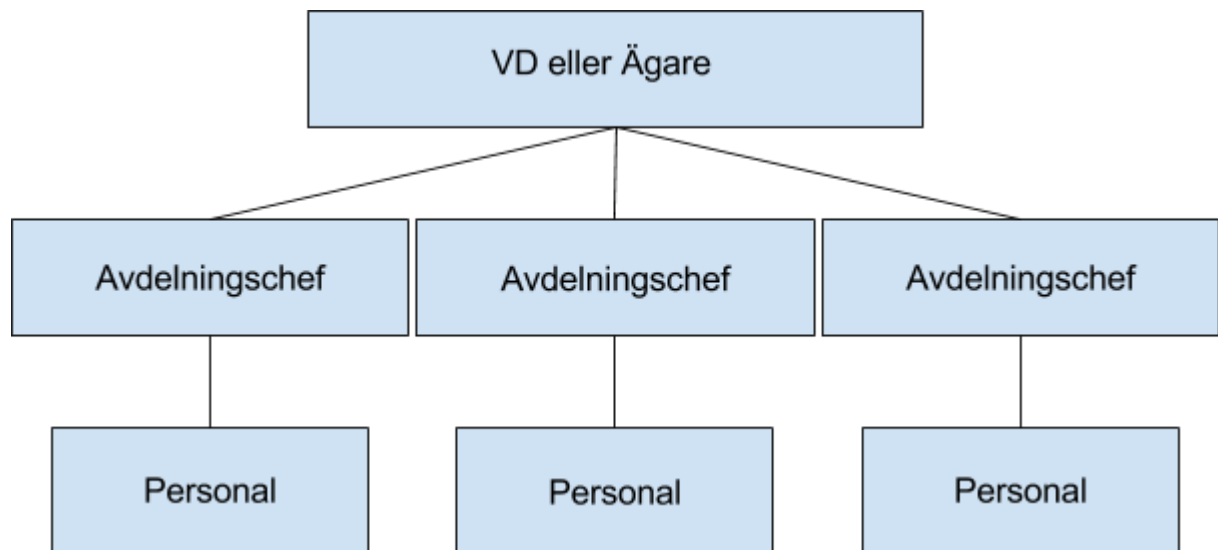 VD eller Ägare
Avdelningschef
Avdelningschef
Avdelningschef
Personal
Personal
Personal